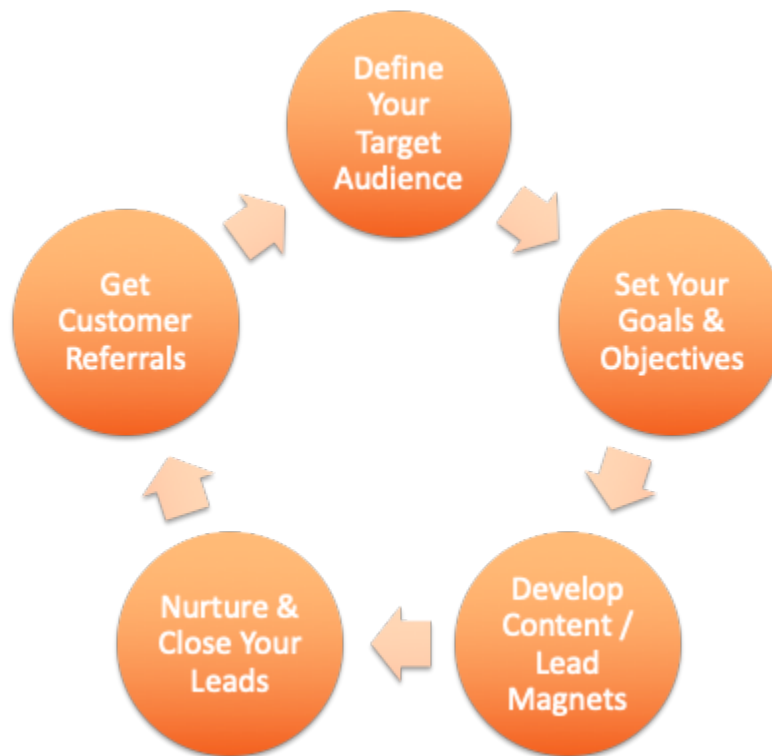 Define
Your
Target
Audience
Set Your
Goals &
Objectives
Develop
Content /
Lead
Magnets
Nurture &
Close Your
Leads
Get
Customer
Referrals